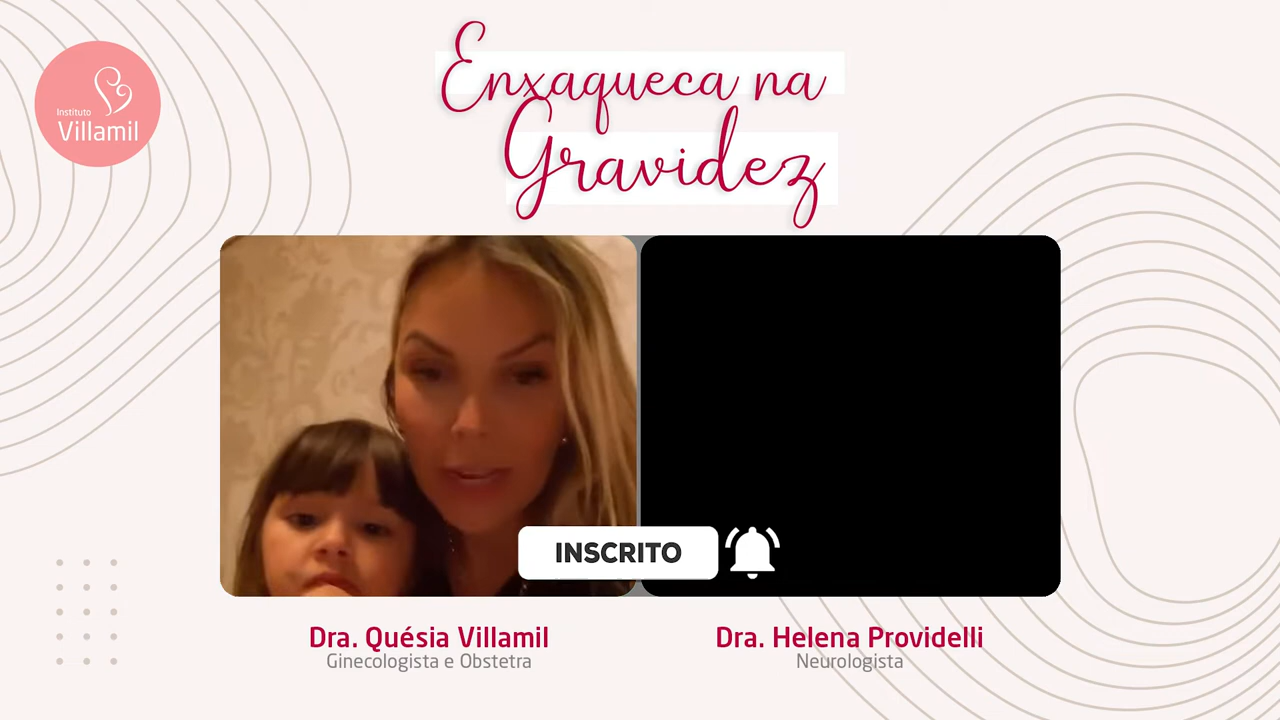 Instituto
Villamil
Enxaqueca na
Gravidez
INSCRITO
Dra. Quésia Villamil
Ginecologista e Obstetra
Dra. Helena Providelli
Neurologista